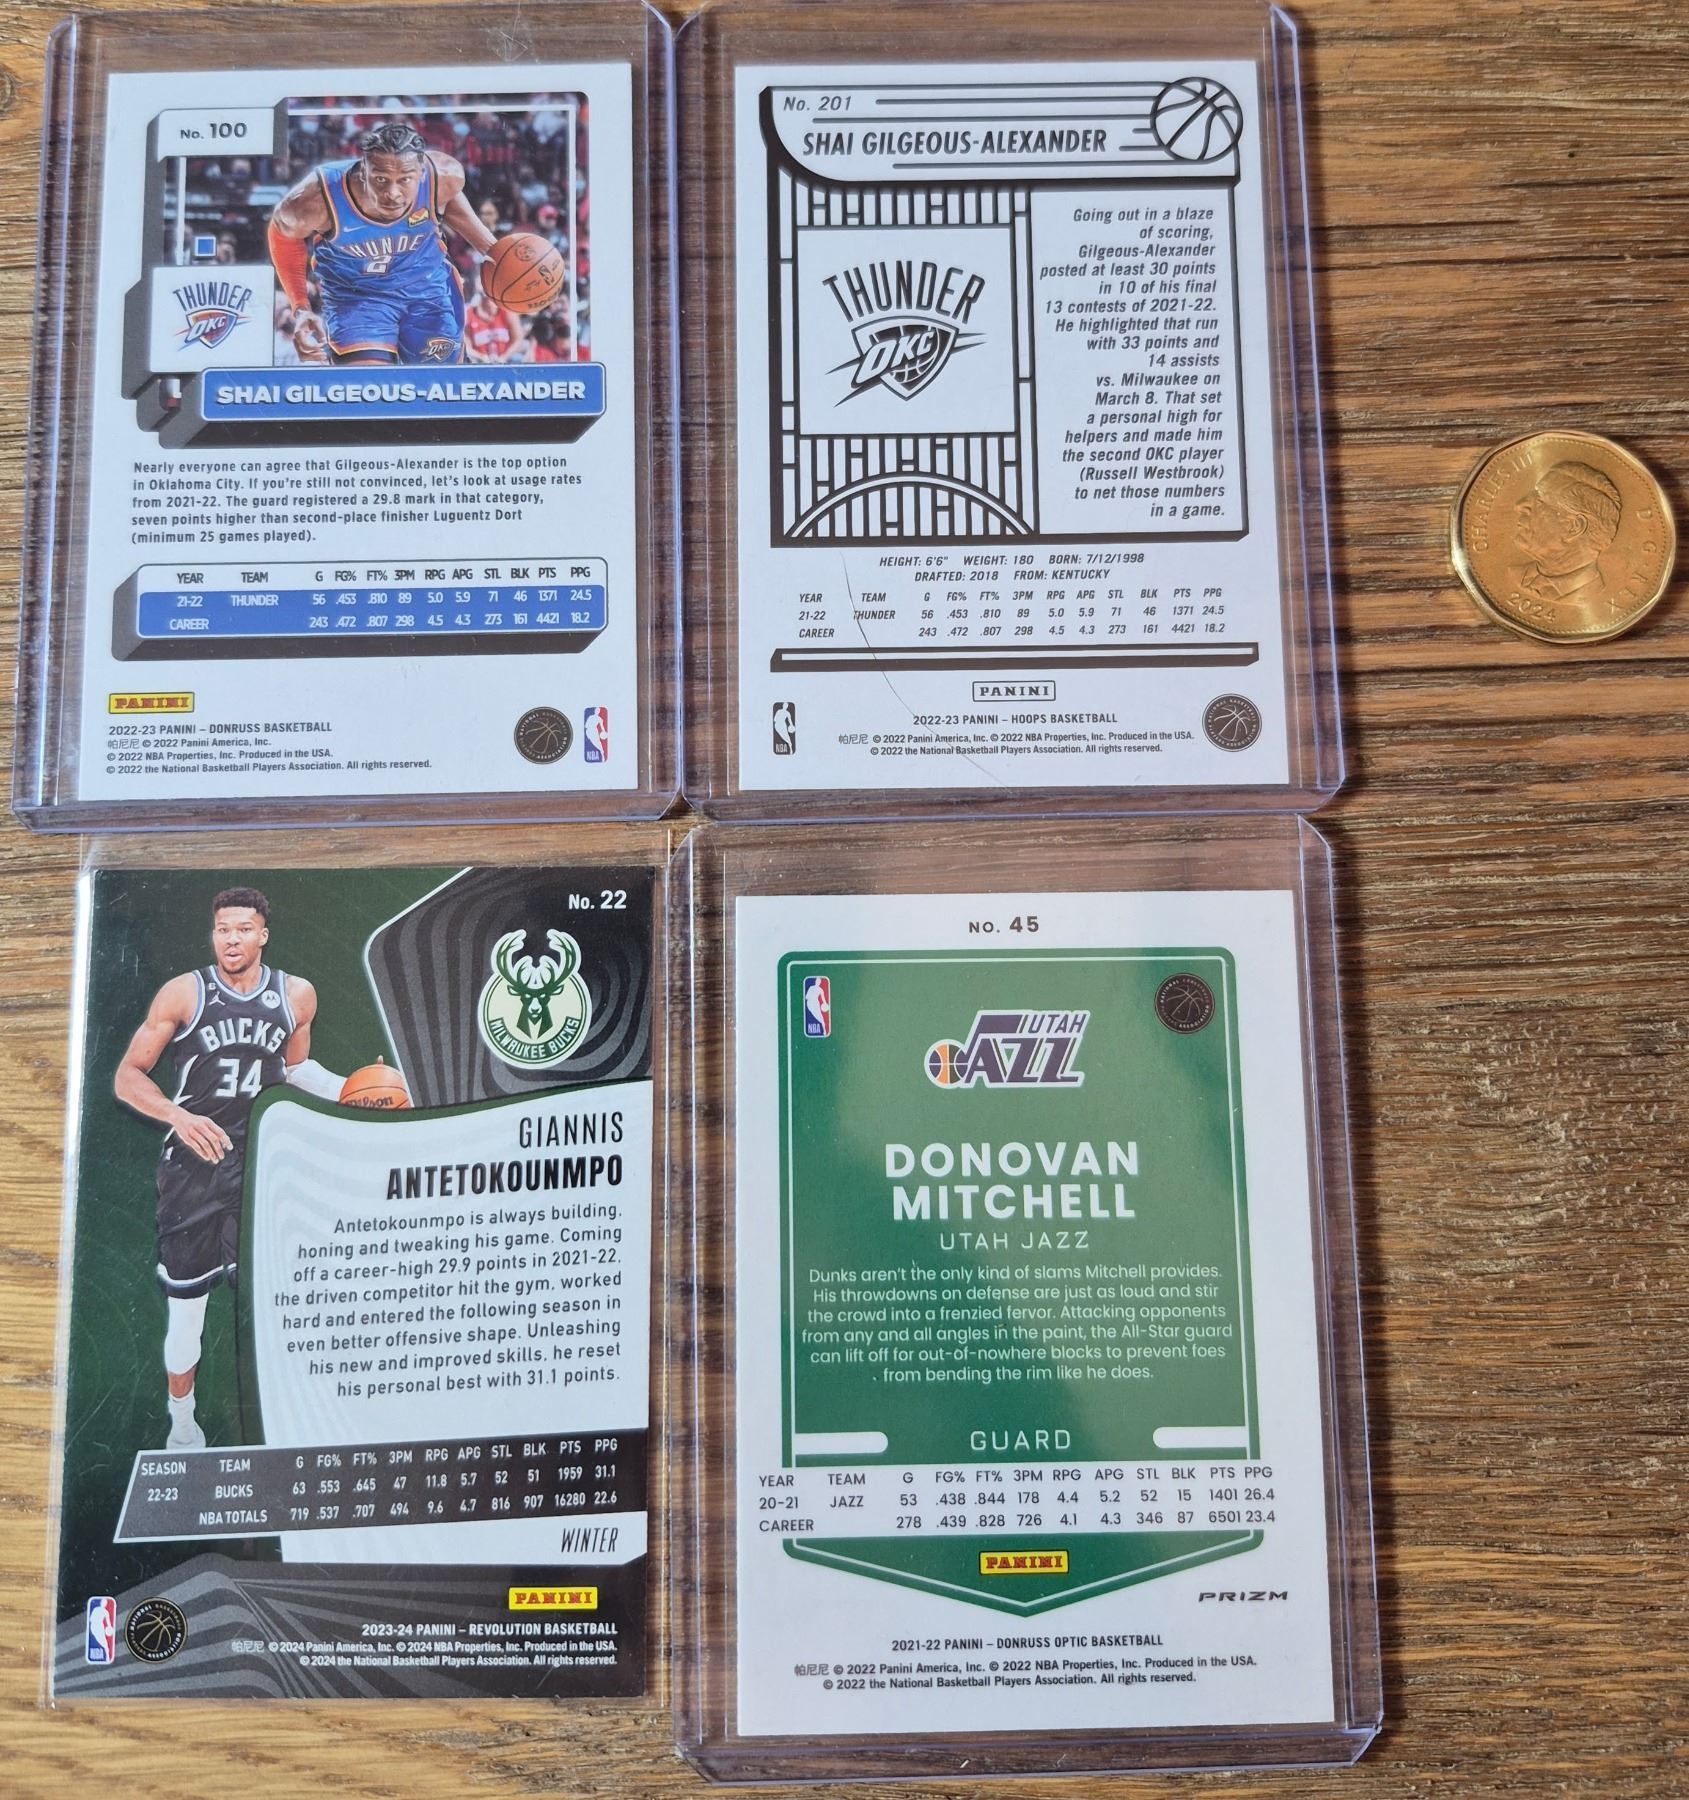 No. 100
THUNDE
2
THUNDER
OKC
SHAI GILGEOUS-ALEXANDER
Nearly everyone can agree that Gilgeous-Alexander is the top option
in Oklahoma City. If you're still not convinced, let's look at usage rates
from 2021-22. The guard registered a 29.8 mark in that category,
seven points higher than second-place finisher Luguentz Dort
(minimum 25 games played).
YEAR TEAM G FG% FT% 3PM RPG APG STL BLK PTS PPG
21-22 THUNDER 56 .453 .810 89 5.0 5.9 71 46 1371 24.5
CAREER 243 .472 .807 298 4.5 4.3 273 161 4421 18.2
PANINI
2022-23 PANINI – DONRUSS BASKETBALL
帕尼尼 © 2022 Panini America, Inc.
© 2022 NBA Properties, Inc. Produced in the USA.
© 2022 the National Basketball Players Association. All rights reserved.
NBA
No. 201
SHAI GILGEOUS-ALEXANDER
THUNDER
OKC
Going out in a blaze
of scoring,
Gilgeous-Alexander
posted at least 30 points
in 10 of his final
13 contests of 2021-22.
He highlighted that run
with 33 points and
14 assists
vs. Milwaukee on
March 8. That set
a personal high for
helpers and made him
the second OKC player
(Russell Westbrook)
to net those numbers
in a game.
HEIGHT: 6'6" WEIGHT: 180 BORN: 7/12/1998
DRAFTED: 2018 FROM: KENTUCKY
YEAR TEAM G FG% FT% 3PM RPG APG STL BLK PTS PPG
21-22 THUNDER 56 .453 .810 89 5.0 5.9 71 46 1371 24.5
CAREER 243 .472 .807 298 4.5 4.3 273 161 4421 18.2
PANINI
2022-23 PANINI – HOOPS BASKETBALL
帕尼尼 © 2022 Panini America, Inc. © 2022 NBA Properties, Inc. Produced in the USA.
© 2022 the National Basketball Players Association. All rights reserved.
NBA
CHARLES III D·G·REX
2024
No. 22
MILWAUKEE BUCKS
6
BUCKS
34
Wilson
GIANNIS
ANTETOKOUNMPO
Antetokounmpo is always building,
honing and tweaking his game. Coming
off a career-high 29.9 points in 2021-22,
the driven competitor hit the gym, worked
hard and entered the following season in
even better offensive shape. Unleashing
his new and improved skills, he reset
his personal best with 31.1 points.
SEASON TEAM G FG% FT% 3PM RPG APG STL BLK PTS PPG
22-23 BUCKS 63 .553 .645 47 11.8 5.7 52 51 1959 31.1
NBA TOTALS 719 .537 .707 494 9.6 4.7 816 907 16280 22.6
WINTER
PANINI
2023-24 PANINI – REVOLUTION BASKETBALL
帕尼尼 © 2024 Panini America, Inc. © 2024 NBA Properties, Inc. Produced in the USA.
© 2024 the National Basketball Players Association. All rights reserved.
NBA
NO. 45
NBA
UTAH
JAZZ
DONOVAN
MITCHELL
UTAH JAZZ
Dunks aren't the only kind of slams Mitchell provides.
His throwdowns on defense are just as loud and stir
the crowd into a frenzied fervor. Attacking opponents
from any and all angles in the paint, the All-Star guard
can lift off for out-of-nowhere blocks to prevent foes
from bending the rim like he does.
GUARD
YEAR TEAM G FG% FT% 3PM RPG APG STL BLK PTS PPG
20-21 JAZZ 53 .438 .844 178 4.4 5.2 52 15 1401 26.4
CAREER 278 .439 .828 726 4.1 4.3 346 87 6501 23.4
PANINI
PRIZM
2021-22 PANINI – DONRUSS OPTIC BASKETBALL
帕尼尼 © 2022 Panini America, Inc. © 2022 NBA Properties, Inc. Produced in the USA.
© 2022 the National Basketball Players Association. All rights reserved.